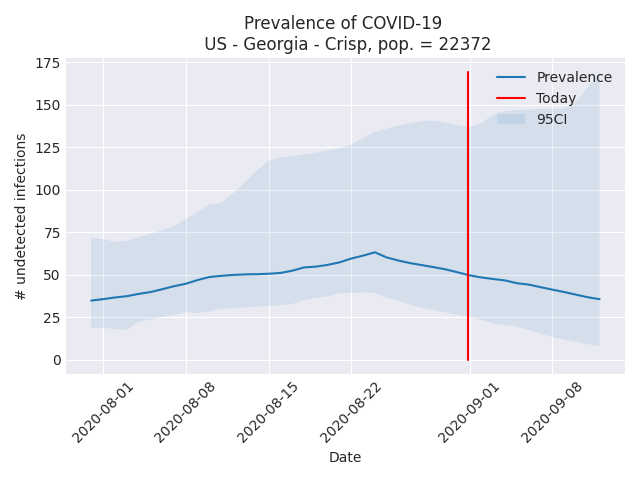 Prevalence of COVID-19
US - Georgia - Crisp, pop. = 22372
175
150
125
100
75
50
25
0
# undetected infections
Prevalence
Today
95CI
2020-08-01
2020-08-08
2020-08-15
2020-08-22
2020-09-01
2020-09-08
Date